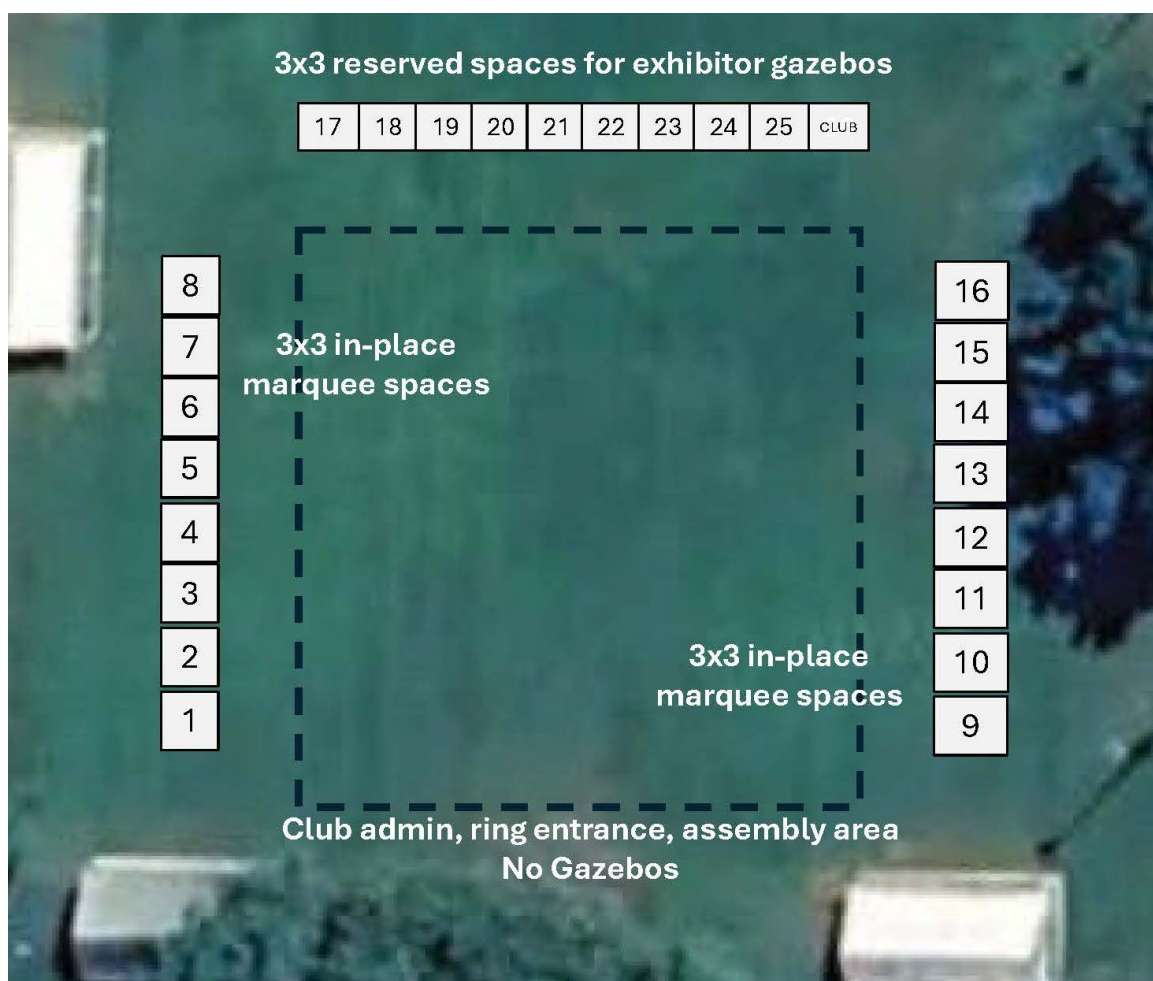 3x3 reserved spaces for exhibitor gazebos
17 18 19 20 21 22 23 24 25 CLUB
8
7
6
5
4
3
2
1
3x3 in-place
marquee spaces
16
15
14
13
12
11
10
9
3x3 in-place
marquee spaces
Club admin, ring entrance, assembly area
No Gazebos